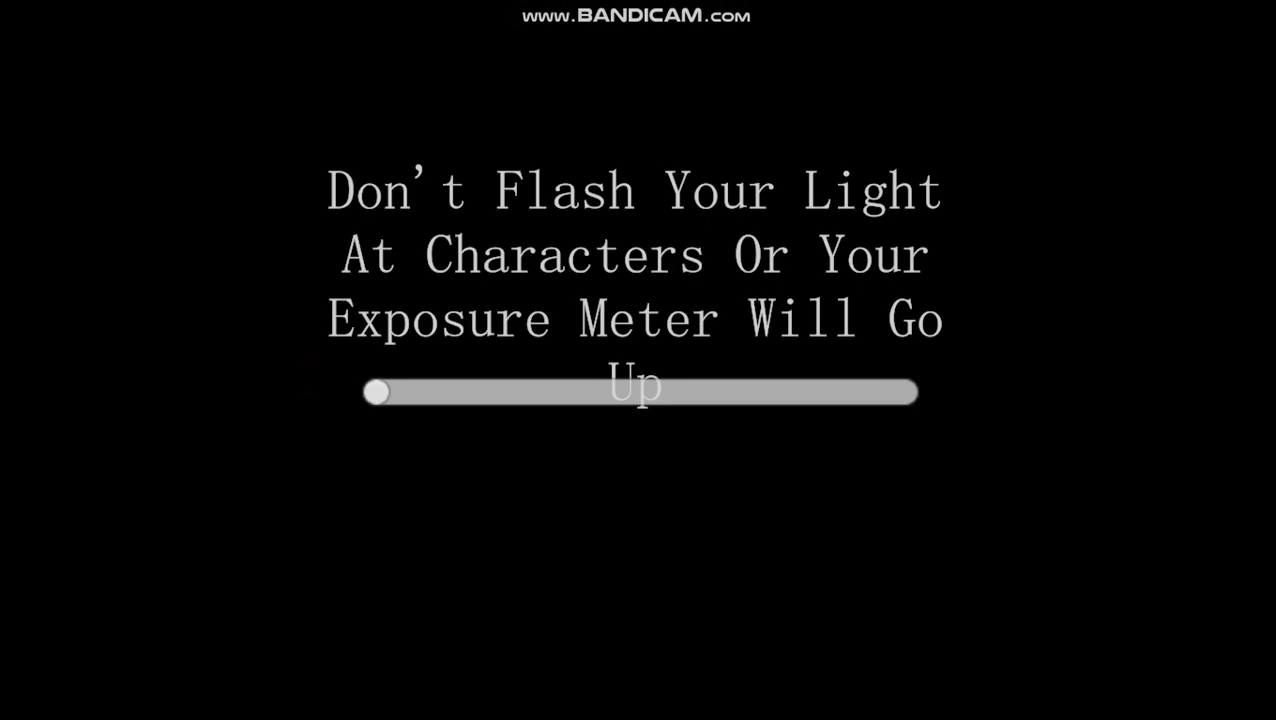 www.BANDICAM.com
Don't Flash Your Light
At Characters Or Your
Exposure Meter Will Go
Up